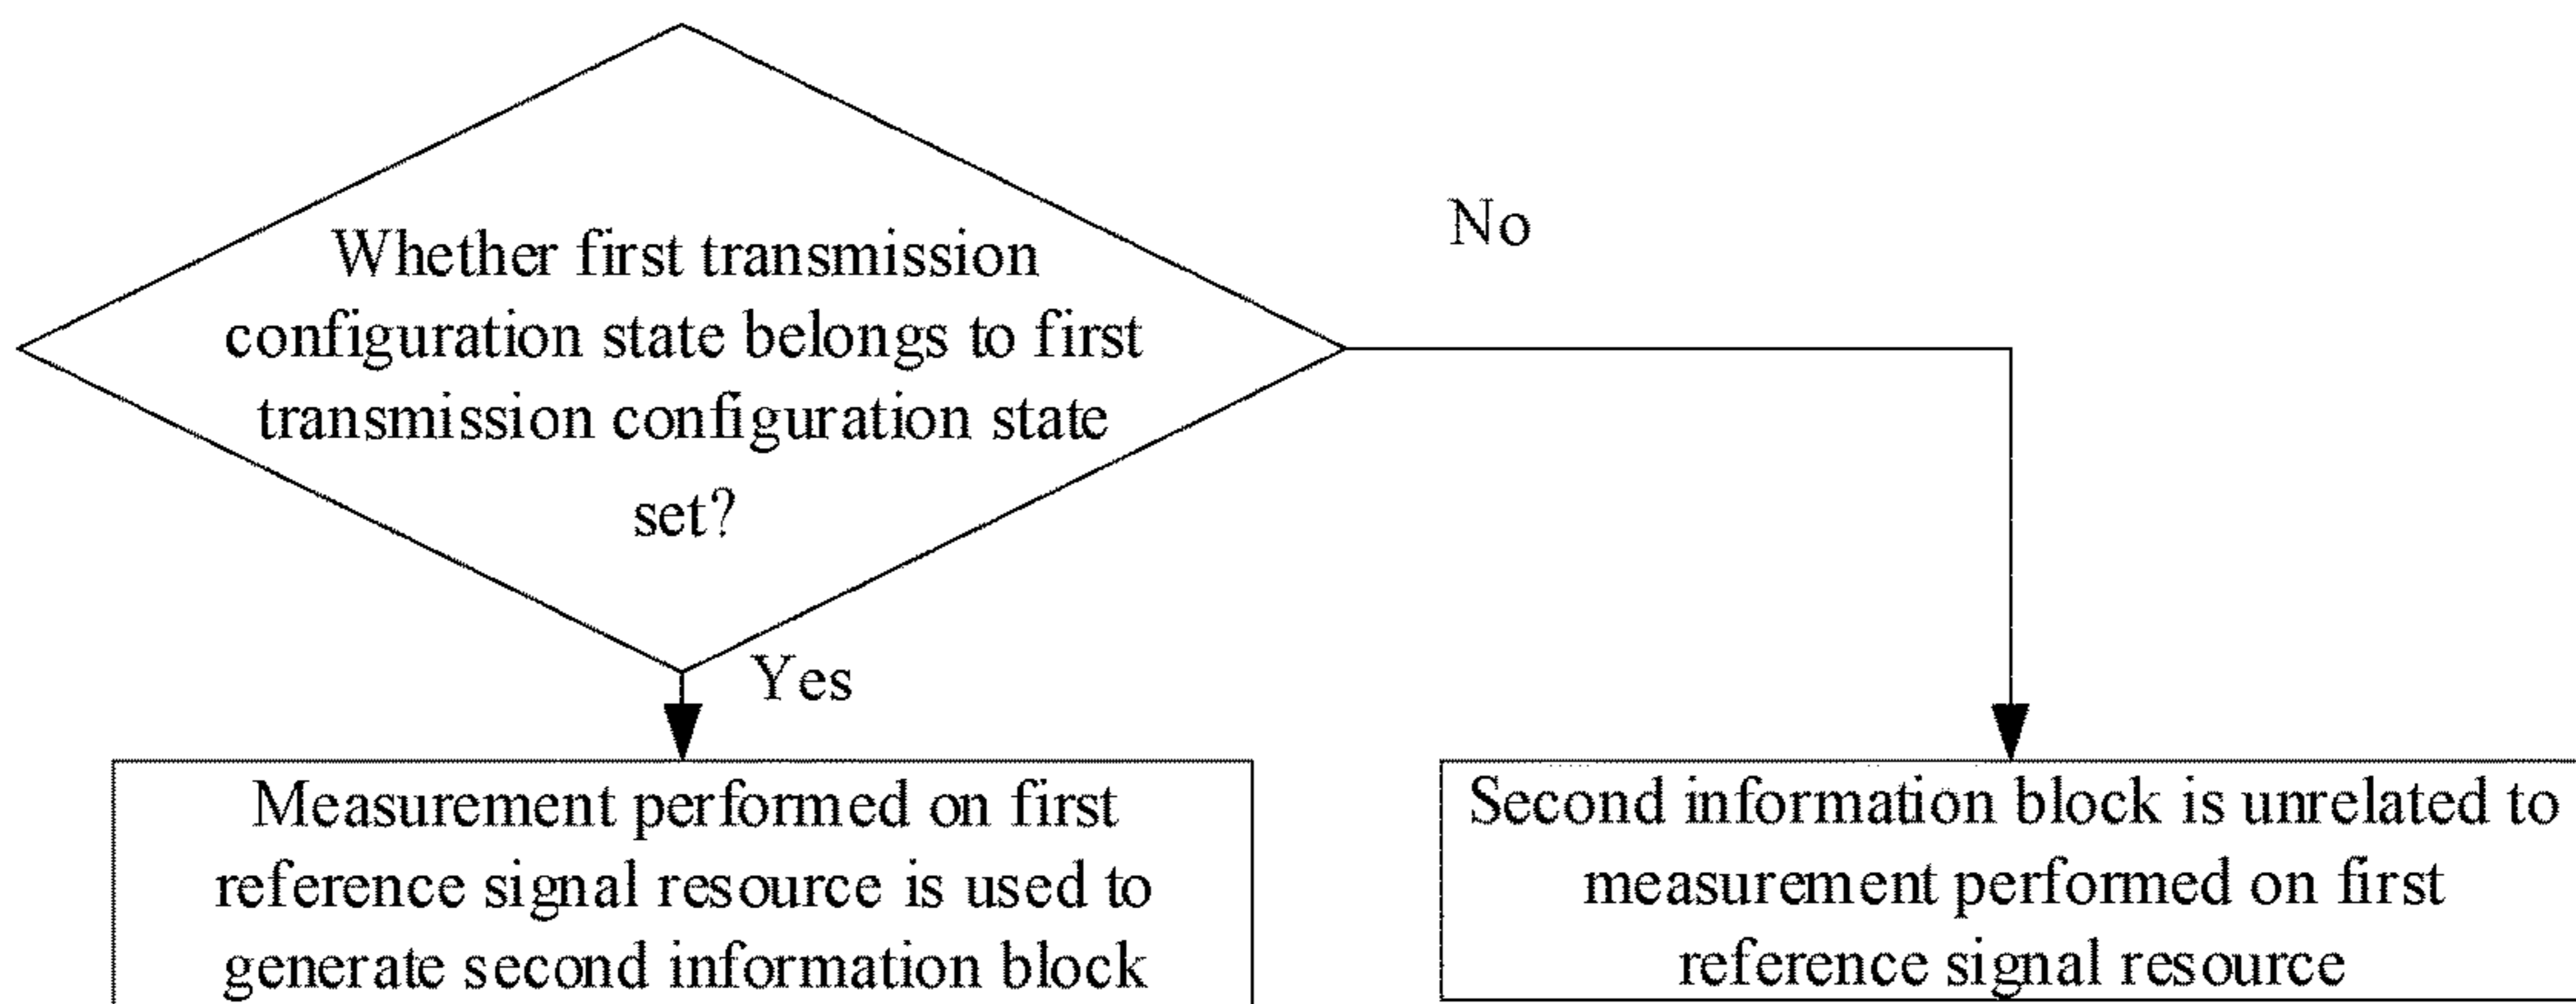 Whether first transmission
configuration state belongs to first
transmission configuration state
set?
No
Yes
Measurement performed on first
reference signal resource is used to
generate second information block
Second information block is unrelated to
measurement performed on first
reference signal resource